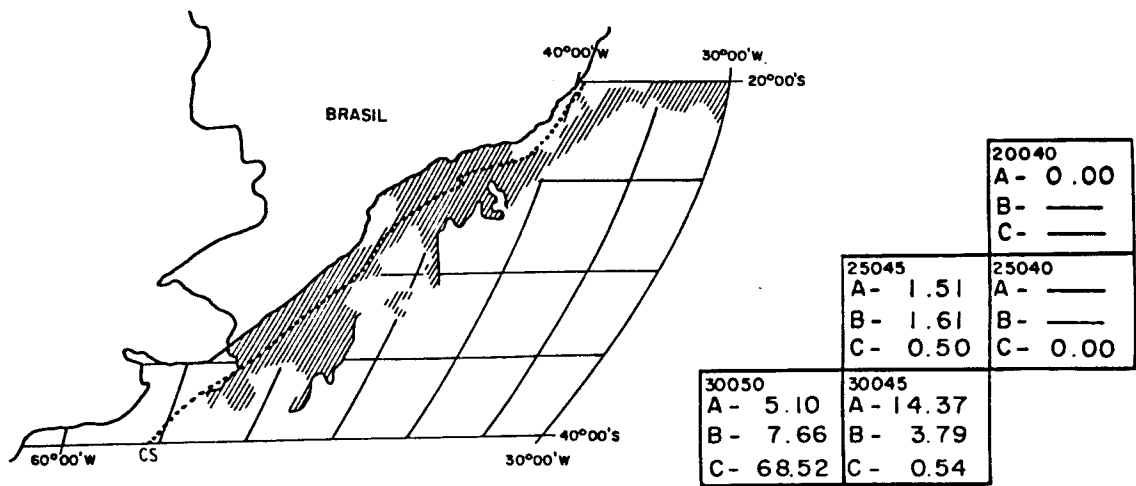 40°00'W
30°00'W
20°00'S
BRASIL
60°00'W
CS
30°00'W
40°00'S
20040
A- 0.00
B- ——
C- ——
25045
A- 1.51
B- 1.61
C- 0.50
25040
A- ——
B- ——
C- 0.00
30050
A- 5.10
B- 7.66
C- 68.52
30045
A- 14.37
B- 3.79
C- 0.54